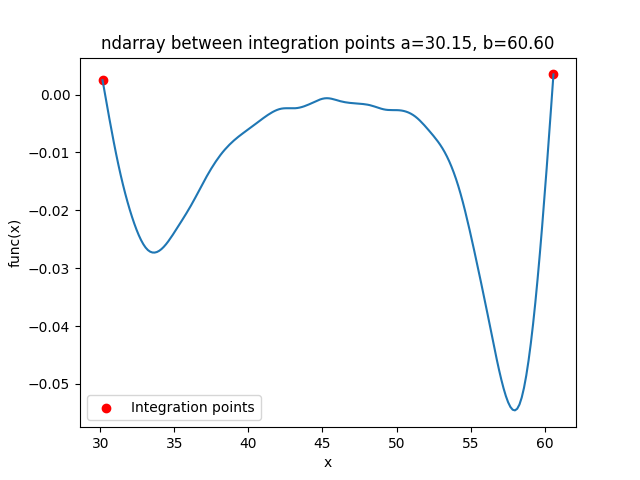 ndarray between integration points a=30.15, b=60.60
0.00
−0.01
−0.02
−0.03
−0.04
−0.05
func(x)
Integration points
30 35 40 45 50 55 60
x